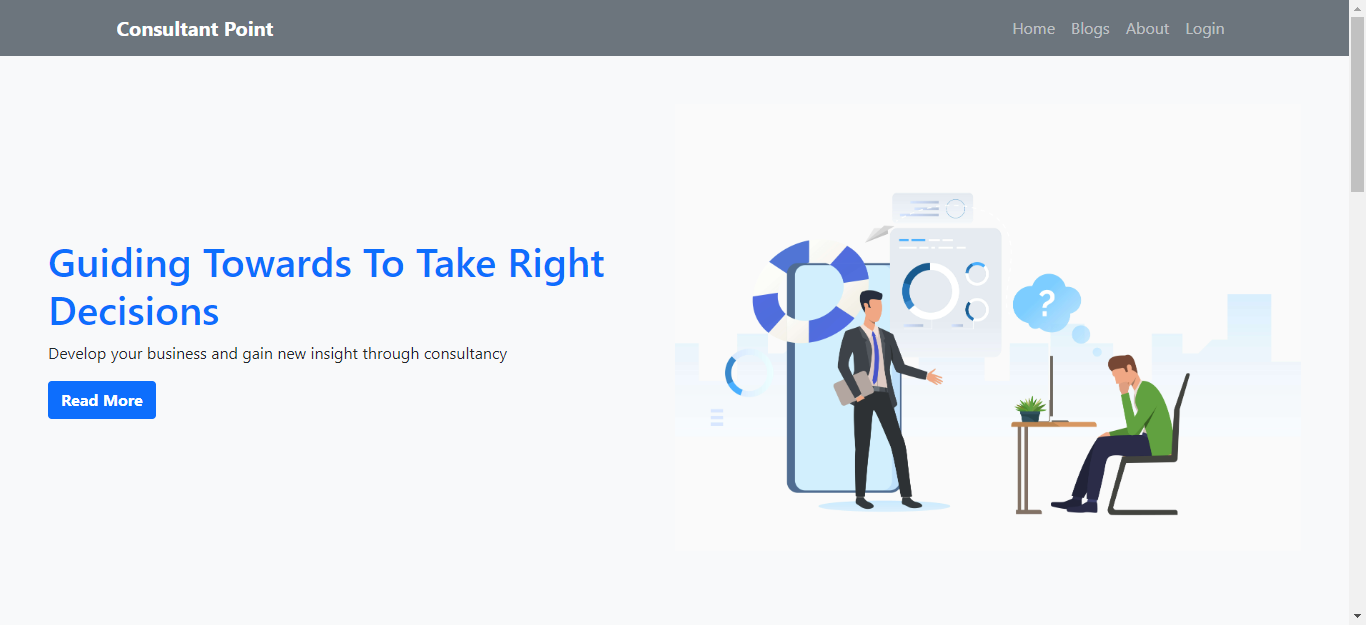 Consultant Point
Home Blogs About Login
Guiding Towards To Take Right
Decisions
Develop your business and gain new insight through consultancy
Read More
?